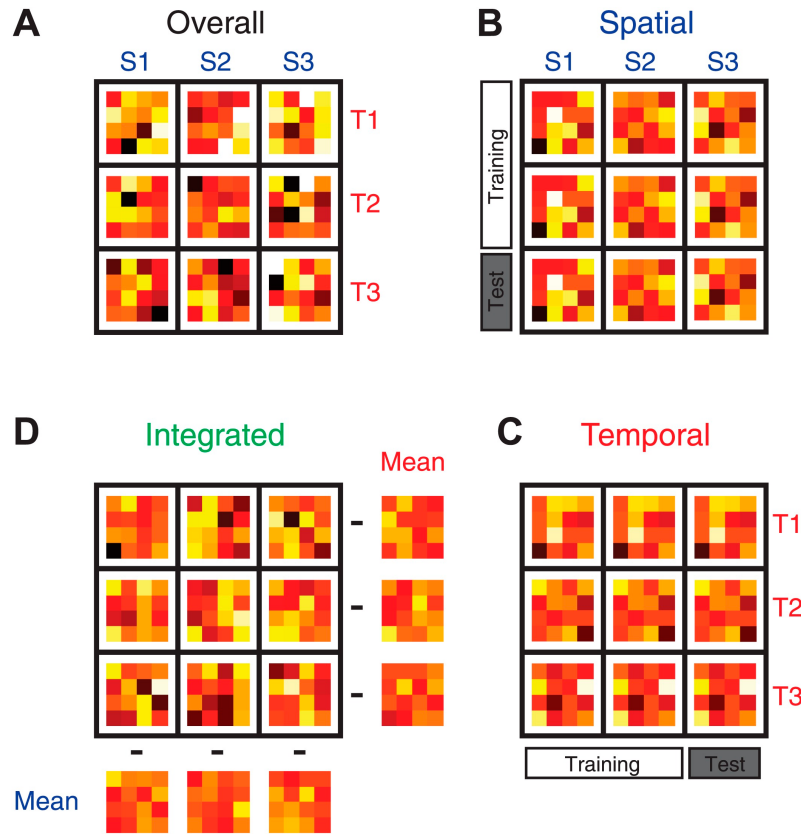 A Overall
S1 S2 S3
T1
T2
T3
B Spatial
S1 S2 S3
Training
Test
D Integrated
Mean
-
-
-
- - -
Mean
C Temporal
T1
T2
T3
Training Test